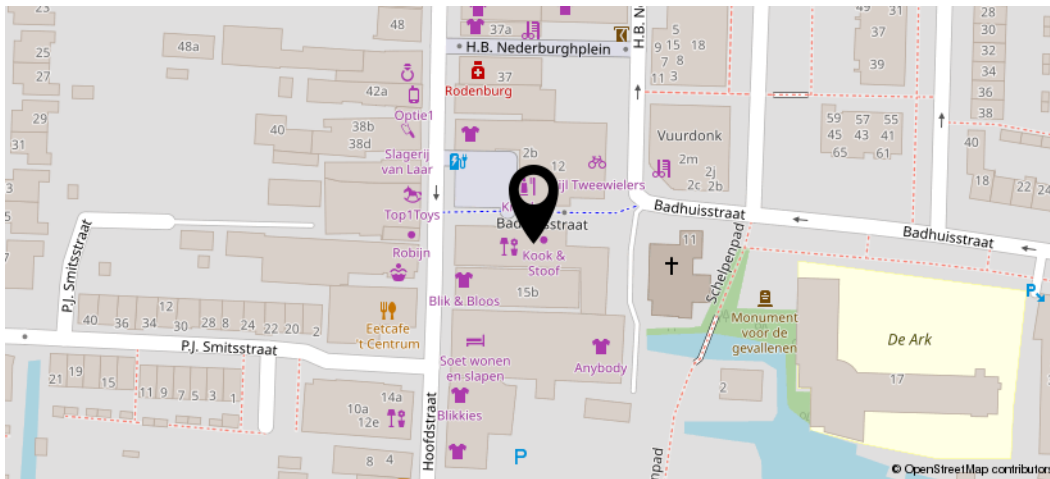 48
37a
H.B. Nederburghplein
H.B. Ne
5
9
15
18
7
11
8
3
49
51
37
39
28
30
32
34
36
38
25
27
29
31
48a
42a
Optie1
37
Rodenburg
40
38b
38d
Slagerij
van Laar
2b
12
ijl Tweewielers
Vuurdonk
2m
2j
2c
2b
59
57
55
45
43
41
65
61
40
18
22
24
Top1Toys
Robijn
Badhuisstraat
Badhuisstraat
Kook &
Stoof
15b
11
Schelpenpad
Blik & Bloos
P.J. Smitsstraat
12
40
36
34
30
28
8
24
22
20
2
Eetcafe
't Centrum
P.J. Smitsstraat
Soet wonen
en slapen
Anybody
Monument
voor de
gevallenen
De Ark
17
P
21
19
15
11
9
7
5
3
1
14a
10a
12e
8
4
Blikkies
Hoofdstraat
2
P
enpad
© OpenStreetMap contributors